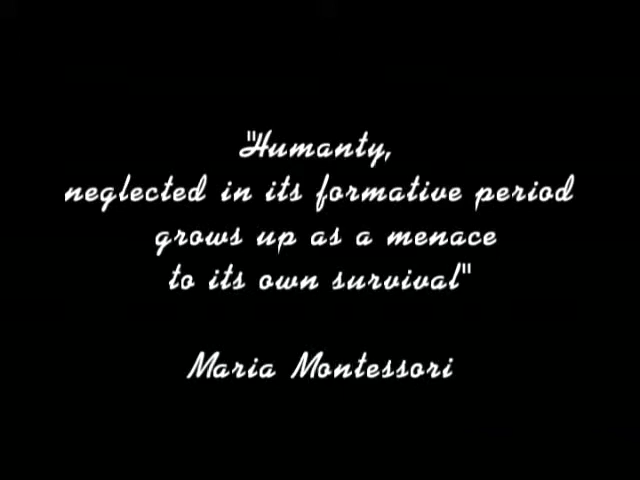 "Humanty,
neglected in its formative period
grows up as a menace
to its own survival"
Maria Montessori